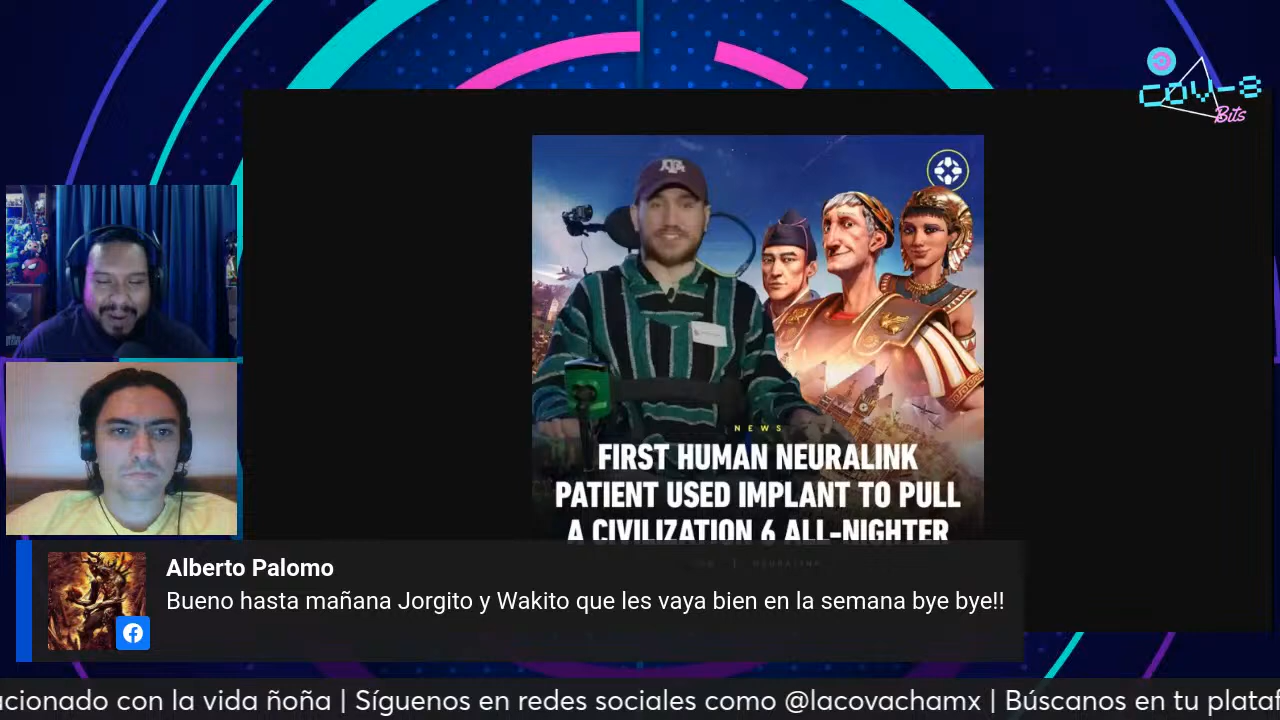 COV-8
Bits
NEWS
FIRST HUMAN NEURALINK
PATIENT USED IMPLANT TO PULL
A CIVILIZATION 6 ALL-NIGHTER
Alberto Palomo
Bueno hasta mañana Jorgito y Wakito que les vaya bien en la semana bye bye!!
acionado con la vida ñoña | Síguenos en redes sociales como @lacovachamx | Búscanos en tu plataf